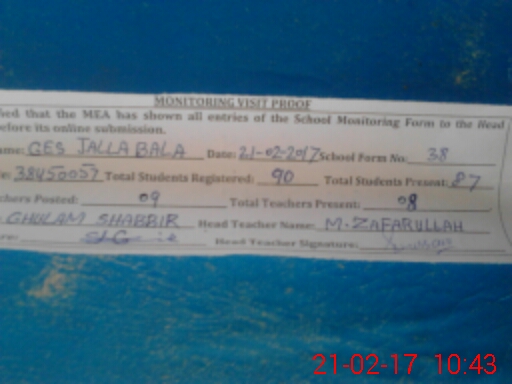 MONITORING VISIT PROOF
that the MEA has shown all entries of the School Monitoring Form to the Head
before its online submission.
ame: GES JALLA BALA Date: 21-02-2017 School Form No. 38
e: 38450057 Total Students Registered: 90 Total Students Present: 87
chers Posted: 09 Total Teachers Present: 08
GHULAM SHABBIR Head Teacher Name: M. ZAFARULLAH
re: Head Teacher Signature:
21-02-17 10:43